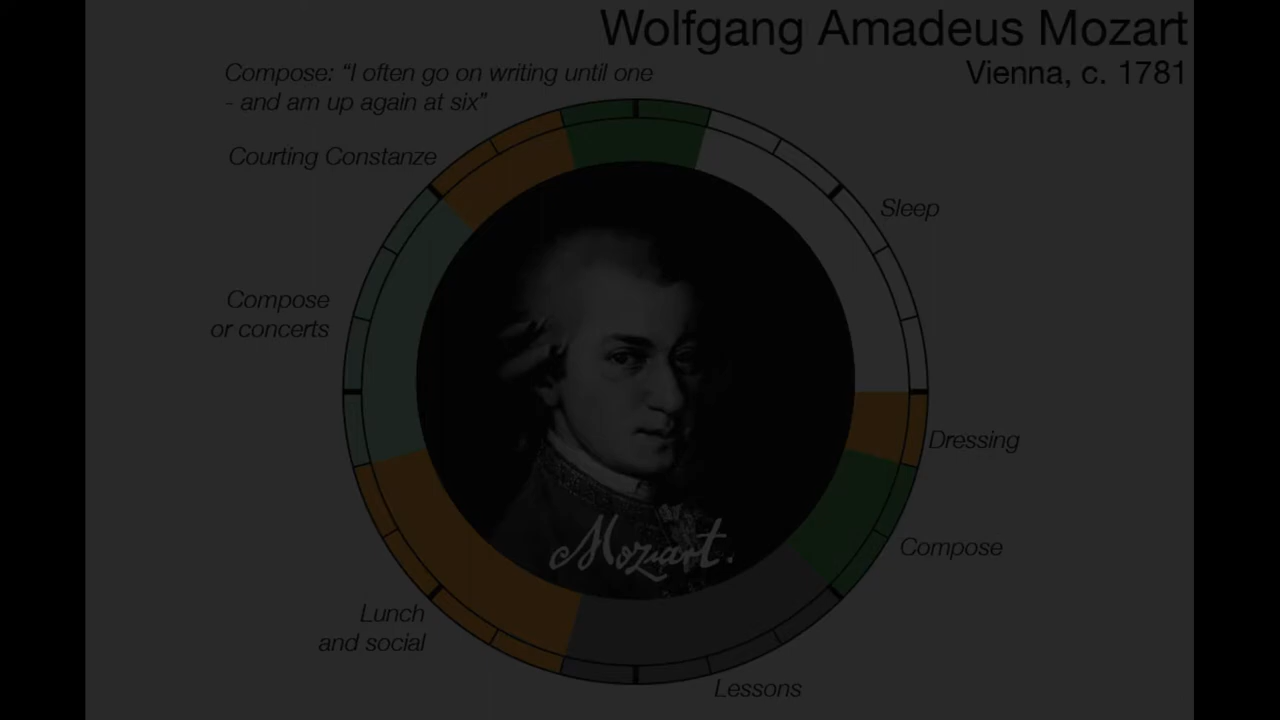 Wolfgang Amadeus Mozart
Vienna, c. 1781
Compose: “I often go on writing until one
- and am up again at six”
Courting Constanze
Sleep
Compose
or concerts
Dressing
Compose
Lunch
and social
Lessons
Mozart.